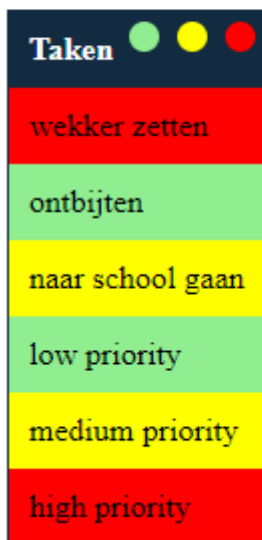 Taken
wekker zetten
ontbijten
naar school gaan
low priority
medium priority
high priority